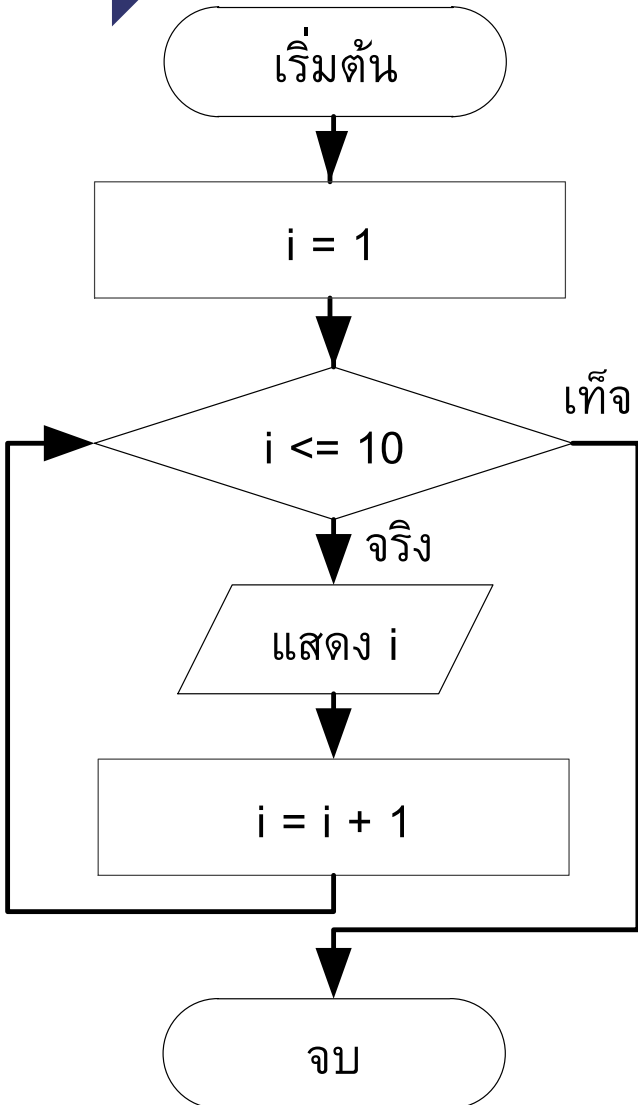 เริ่มต้น
i = 1
i <= 10
เท็จ
จริง
แสดง i
i = i + 1
จบ